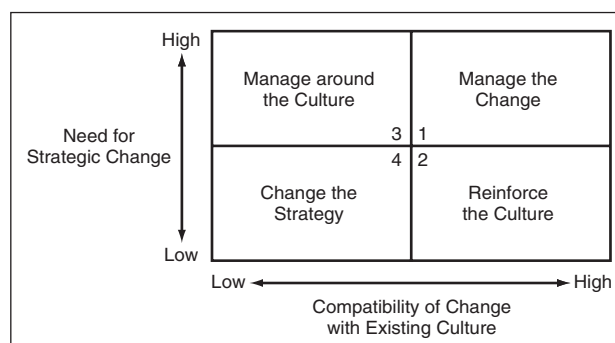 High
Manage around
the Culture
Manage the
Change
Need for
Strategic Change
3
1
4
2
Change the
Strategy
Reinforce
the Culture
Low
Low
High
Compatibility of Change
with Existing Culture